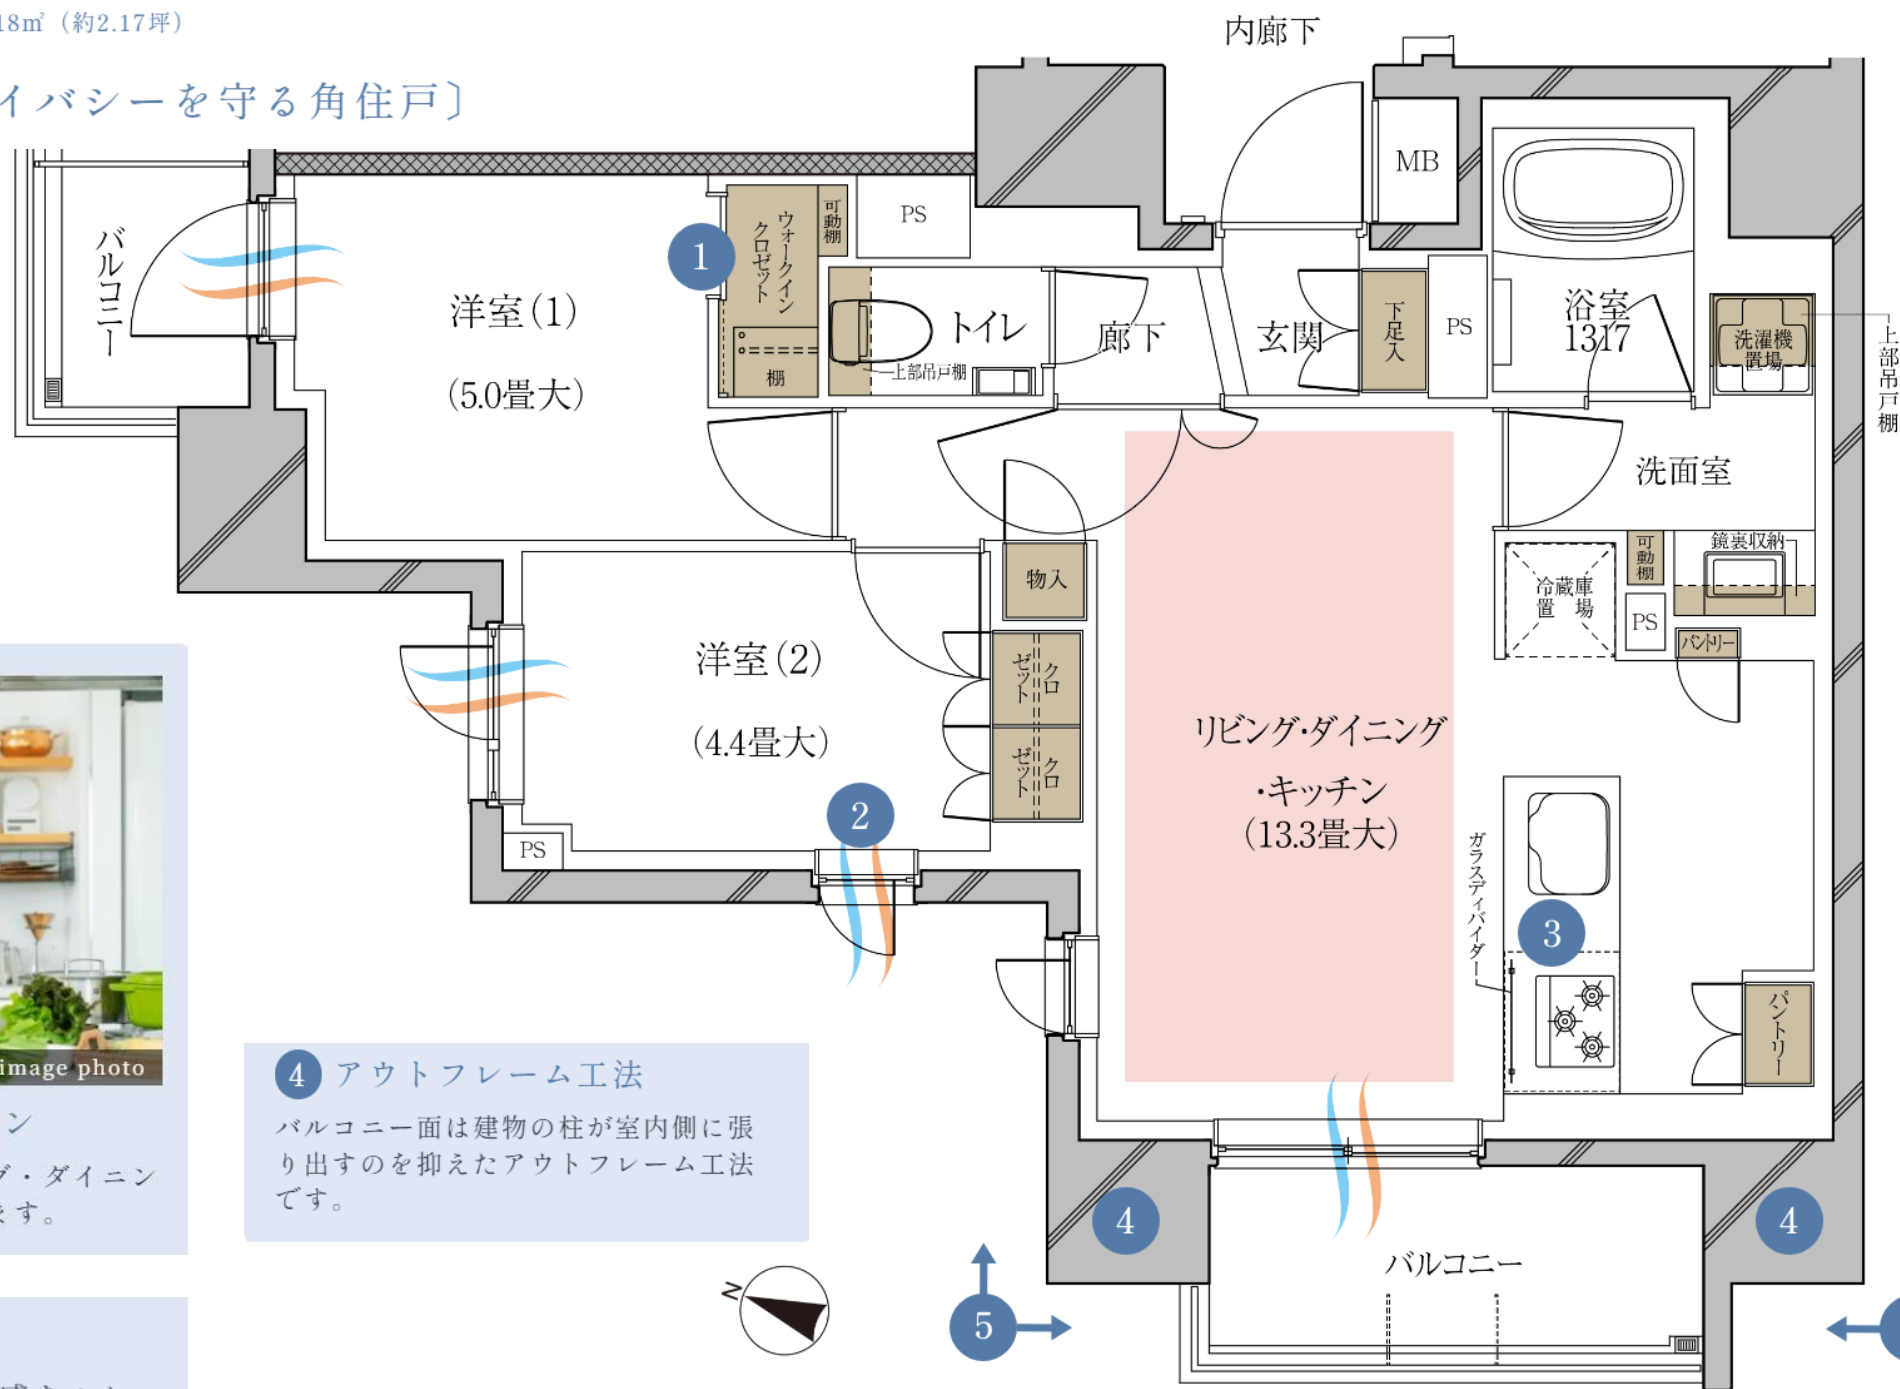 18㎡（約2.17坪）
イバシーを守る角住戸〕
内廊下
MB
バルコニー
洋室(1)
(5.0畳大)
1
ウォークイン
クロゼット
可動棚
棚
PS
トイレ
上部吊戸棚
廊下
玄関
下足入
PS
浴室
1317
洗濯機
置場
上部吊戸棚
洗面室
鏡裏収納
可動棚
冷蔵庫
置場
PS
パントリー
物入
洋室(2)
(4.4畳大)
クロ
ゼット
クロ
ゼット
2
PS
リビング・ダイニング
・キッチン
(13.3畳大)
ガラスディバイダー
3
パントリー
image photo
ン
グ・ダイニン
ます。
4 アウトフレーム工法
バルコニー面は建物の柱が室内側に張
り出すのを抑えたアウトフレーム工法
です。
4
4
バルコニー
N
5